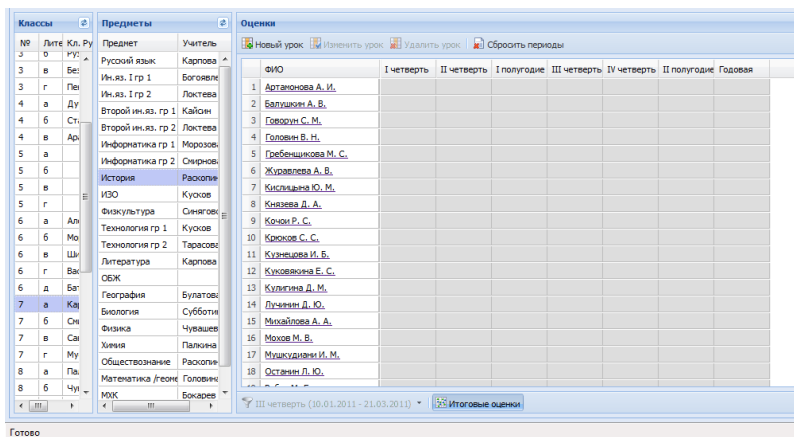 Классы
Предметы
Оценки
№ Лите Кл. Ру
Предмет Учитель
Новый урок Изменить урок Удалить урок Сбросить периоды
ФИО I четверть II четверть I полугодие III четверть IV четверть II полугодие Годовая
3 в Без
3 г Пе
4 а Ду
4 б Ст
4 в Ар
5 а
5 б
5 в
5 г
6 а Ал
6 б Мо
6 в Ши
6 г Вас
6 д Бат
7 а Ка
7 б См
7 в Са
7 г Му
8 а Па
8 б Чу
Русский язык Карпова
Ин.яз. I гр 1 Богоявле
Ин.яз. I гр 2 Локтева
Второй ин.яз. гр 1 Кайсин
Второй ин.яз. гр 2 Локтева
Информатика гр 1 Морозова
Информатика гр 2 Смирнова
История Раскопин
ИЗО Кусков
Физкультура Синягово
Технология гр 1 Кусков
Технология гр 2 Тарасова
Литература Карпова
ОБЖ
География Булатова
Биология Субботин
Физика Чувашев
Химия Палкина
Обществознание Раскопин
Математика /геоме Головина
МХК Бокарев
1 Артамонова А. И.
2 Балушкин А. В.
3 Говорун С. М.
4 Головин В. Н.
5 Гребенщикова М. С.
6 Журавлева А. В.
7 Кислицына Ю. М.
8 Князева Д. А.
9 Кочои Р. С.
10 Крюков С. С.
11 Кузнецова И. Б.
12 Куковякина Е. С.
13 Кулигина Д. М.
14 Лучинин Д. Ю.
15 Михайлова А. А.
16 Мохов М. В.
17 Мушкудиани И. М.
18 Останин Л. Ю.
III четверть (10.01.2011 - 21.03.2011) Итоговые оценки
Готово